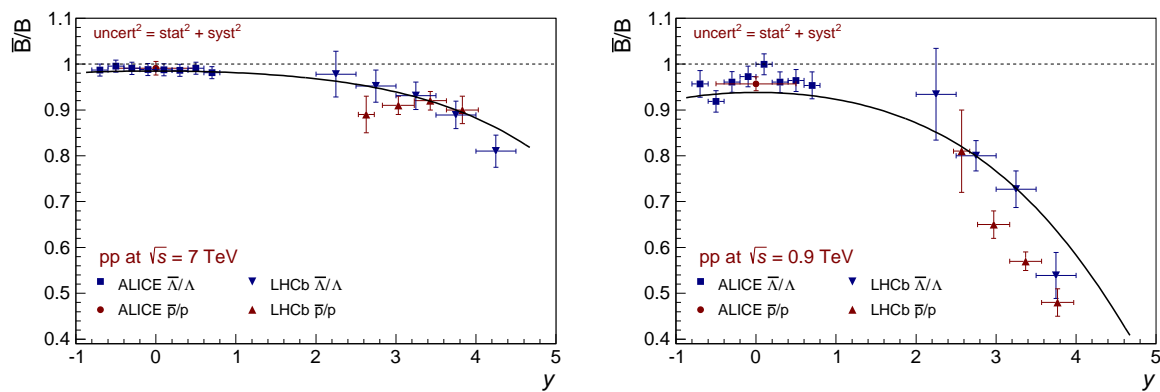 B̅/B
1.1
1
0.9
0.8
0.7
0.6
0.5
0.4
uncert² = stat² + syst²
pp at √s = 7 TeV
ALICE Λ̅/Λ
LHCb Λ̅/Λ
ALICE p̅/p
LHCb p̅/p
-1 0 1 2 3 4 5
y
B̅/B
1.1
1
0.9
0.8
0.7
0.6
0.5
0.4
uncert² = stat² + syst²
pp at √s = 0.9 TeV
ALICE Λ̅/Λ
LHCb Λ̅/Λ
ALICE p̅/p
LHCb p̅/p
-1 0 1 2 3 4 5
y